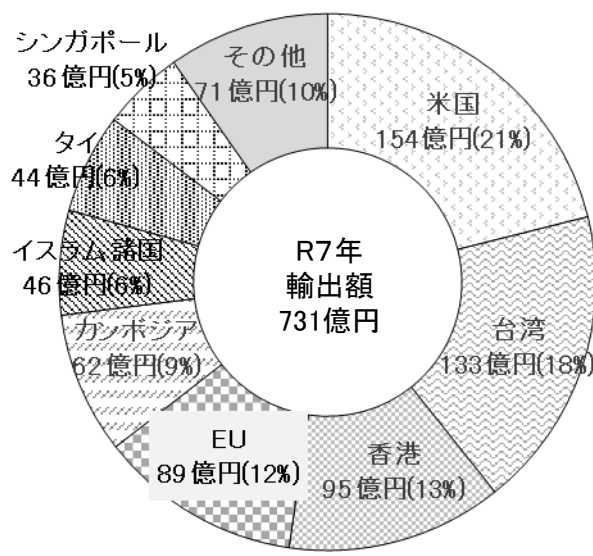 シンガポール
36億円(5%)
その他
71億円(10%)
米国
154億円(21%)
タイ
44億円(6%)
イスラム諸国
46億円(6%)
R7年
輸出額
731億円
台湾
133億円(18%)
カンボジア
62億円(9%)
EU
89億円(12%)
香港
95億円(13%)